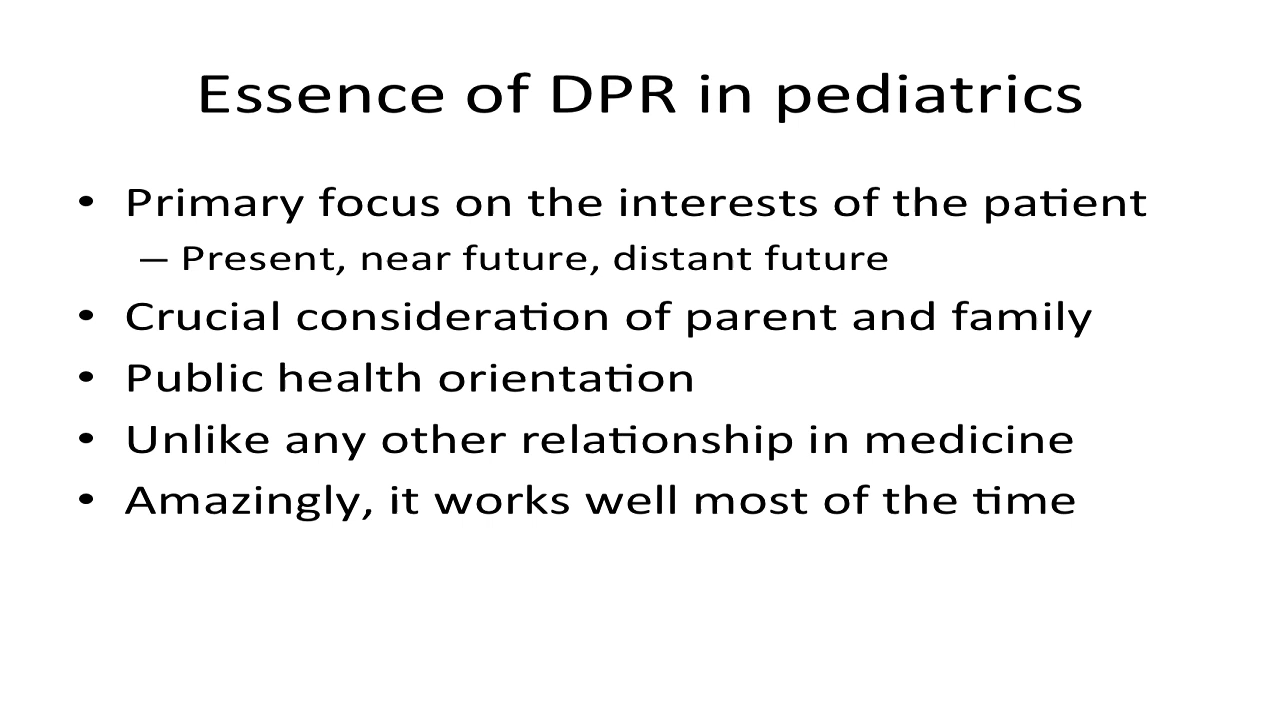 Essence of DPR in pediatrics
• Primary focus on the interests of the patient
– Present, near future, distant future
• Crucial consideration of parent and family
• Public health orientation
• Unlike any other relationship in medicine
• Amazingly, it works well most of the time